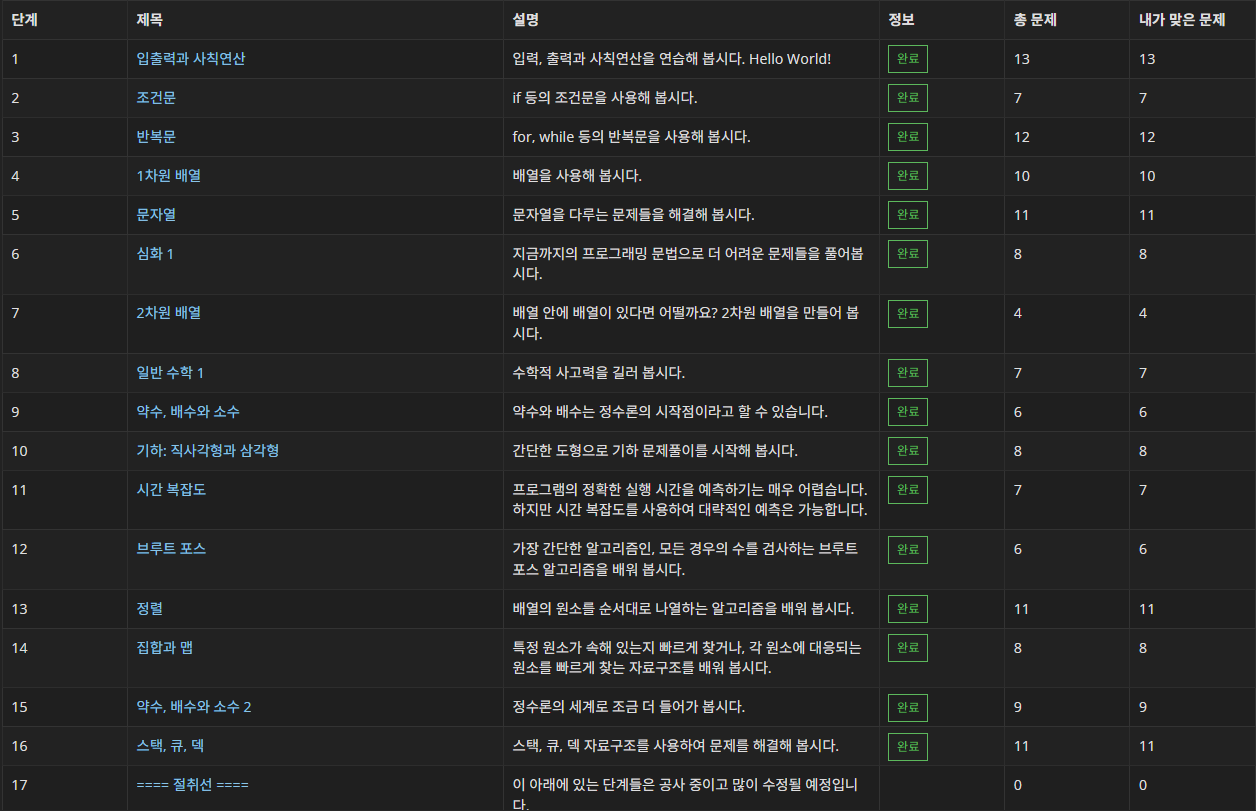 단계 제목 설명 정보 총 문제 내가 맞은 문제
1 입출력과 사칙연산 입력, 출력과 사칙연산을 연습해 봅시다. Hello World! 완료 13 13
2 조건문 if 등의 조건문을 사용해 봅시다. 완료 7 7
3 반복문 for, while 등의 반복문을 사용해 봅시다. 완료 12 12
4 1차원 배열 배열을 사용해 봅시다. 완료 10 10
5 문자열 문자열을 다루는 문제들을 해결해 봅시다. 완료 11 11
6 심화 1 지금까지의 프로그래밍 문법으로 더 어려운 문제들을 풀어봅 완료 8 8
시다.
7 2차원 배열 배열 안에 배열이 있다면 어떨까요? 2차원 배열을 만들어 봅 완료 4 4
시다.
8 일반 수학 1 수학적 사고력을 길러 봅시다. 완료 7 7
9 약수, 배수와 소수 약수와 배수는 정수론의 시작점이라고 할 수 있습니다. 완료 6 6
10 기하: 직사각형과 삼각형 간단한 도형으로 기하 문제풀이를 시작해 봅시다. 완료 8 8
11 시간 복잡도 프로그램의 정확한 실행 시간을 예측하기는 매우 어렵습니다. 완료 7 7
하지만 시간 복잡도를 사용하여 대략적인 예측은 가능합니다.
12 브루트 포스 가장 간단한 알고리즘인, 모든 경우의 수를 검사하는 브루트 완료 6 6
포스 알고리즘을 배워 봅시다.
13 정렬 배열의 원소를 순서대로 나열하는 알고리즘을 배워 봅시다. 완료 11 11
14 집합과 맵 특정 원소가 속해 있는지 빠르게 찾거나, 각 원소에 대응되는 완료 8 8
원소를 빠르게 찾는 자료구조를 배워 봅시다.
15 약수, 배수와 소수 2 정수론의 세계로 조금 더 들어가 봅시다. 완료 9 9
16 스택, 큐, 덱 스택, 큐, 덱 자료구조를 사용하여 문제를 해결해 봅시다. 완료 11 11
17 ==== 절취선 ==== 이 아래에 있는 단계들은 공사 중이고 많이 수정될 예정입니 0 0
다.